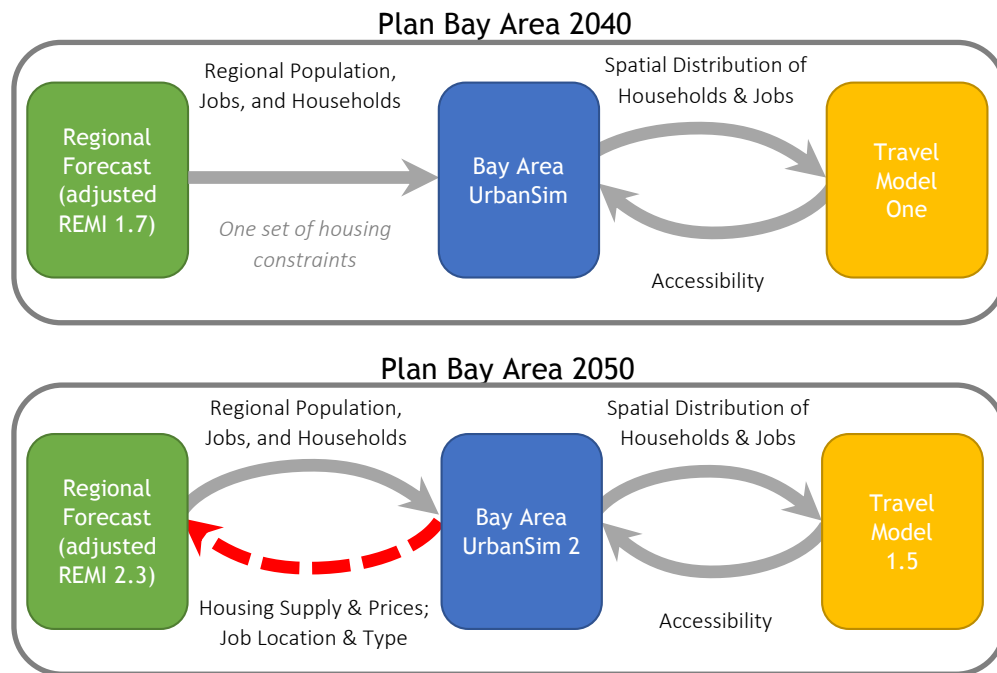 Plan Bay Area 2040
Regional Population,
Jobs, and Households
Spatial Distribution of
Households & Jobs
Regional
Forecast
(adjusted
REMI 1.7)
Bay Area
UrbanSim
Travel
Model
One
One set of housing
constraints
Accessibility
Plan Bay Area 2050
Regional Population,
Jobs, and Households
Spatial Distribution of
Households & Jobs
Regional
Forecast
(adjusted
REMI 2.3)
Bay Area
UrbanSim 2
Travel
Model
1.5
Housing Supply & Prices;
Job Location & Type
Accessibility